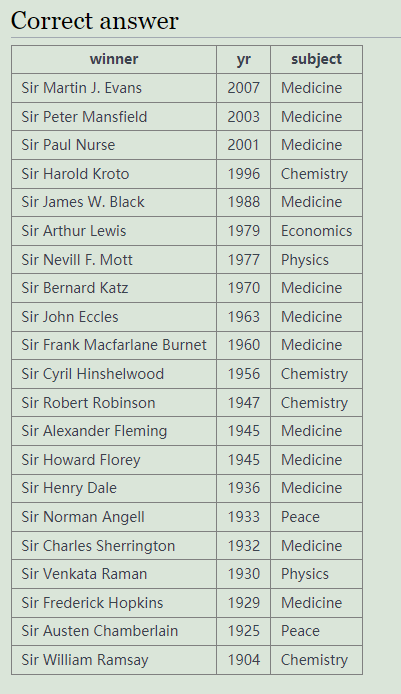 Correct answer
winner yr subject
Sir Martin J. Evans 2007 Medicine
Sir Peter Mansfield 2003 Medicine
Sir Paul Nurse 2001 Medicine
Sir Harold Kroto 1996 Chemistry
Sir James W. Black 1988 Medicine
Sir Arthur Lewis 1979 Economics
Sir Nevill F. Mott 1977 Physics
Sir Bernard Katz 1970 Medicine
Sir John Eccles 1963 Medicine
Sir Frank Macfarlane Burnet 1960 Medicine
Sir Cyril Hinshelwood 1956 Chemistry
Sir Robert Robinson 1947 Chemistry
Sir Alexander Fleming 1945 Medicine
Sir Howard Florey 1945 Medicine
Sir Henry Dale 1936 Medicine
Sir Norman Angell 1933 Peace
Sir Charles Sherrington 1932 Medicine
Sir Venkata Raman 1930 Physics
Sir Frederick Hopkins 1929 Medicine
Sir Austen Chamberlain 1925 Peace
Sir William Ramsay 1904 Chemistry